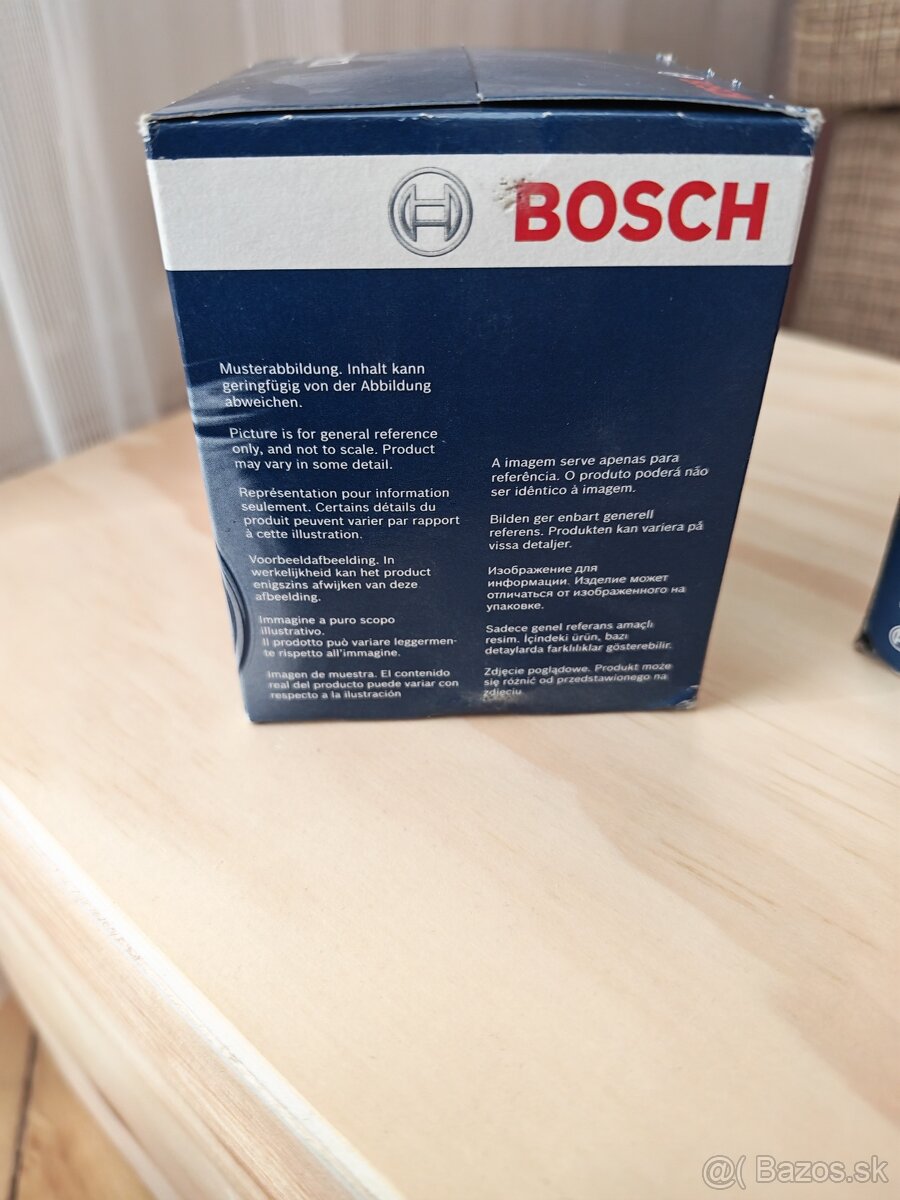 BOSCH
Musterabbildung. Inhalt kann
geringfügig von der Abbildung
abweichen.
Picture is for general reference
only, and not to scale. Product
may vary in some detail.
Représentation pour information
seulement. Certains détails du
produit peuvent varier par rapport
à cette illustration.
Voorbeeldafbeelding. In
werkelijkheid kan het product
enigszins afwijken van deze
afbeelding.
Immagine a puro scopo
illustrativo.
Il prodotto può variare leggermen-
te rispetto all'immagine.
Imagen de muestra. El contenido
real del producto puede variar con
respecto a la ilustración
A imagem serve apenas para
referência. O produto poderá não
ser idêntico à imagem.
Bilden ger enbart generell
referens. Produkten kan variera på
vissa detaljer.
Изображение для
информации. Изделие может
отличаться от изображенного на
упаковке.
Sadece genel referans amaçlı
resim. İçindeki ürün, bazı
detaylarda farklılıklar gösterebilir.
Zdjęcie poglądowe. Produkt może
się różnić od przedstawionego na
zdjęciu
@( Bazos.sk